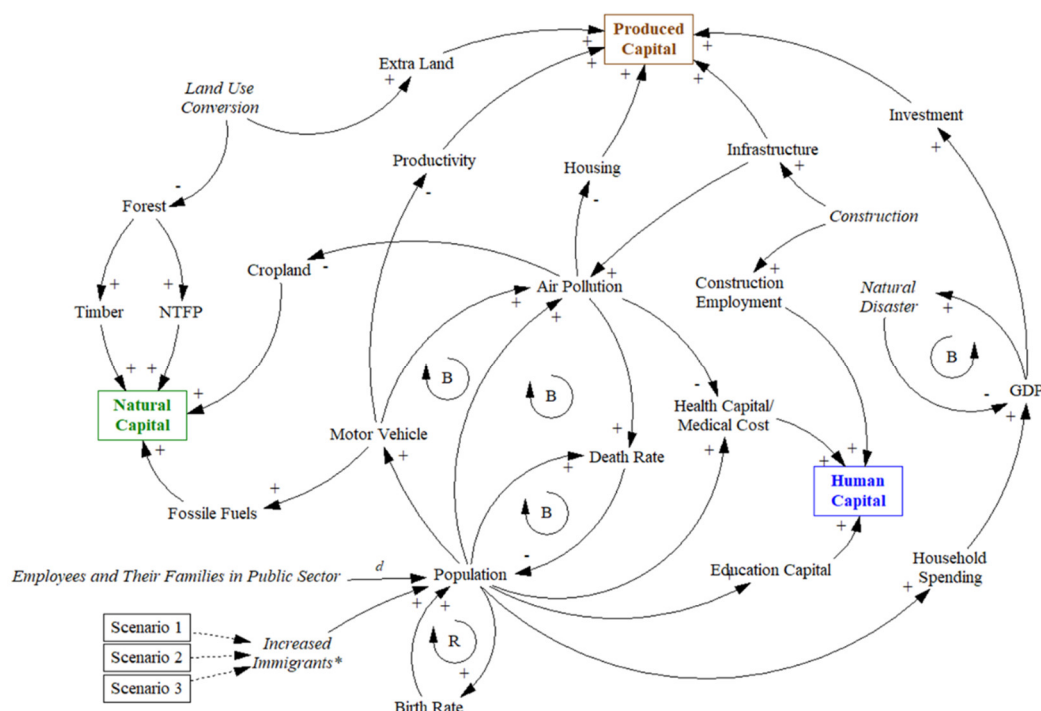 Produced
Capital
Extra Land
Land Use
Conversion
Investment
Productivity
Housing
Infrastructure
Forest
Construction
Cropland
Air Pollution
Construction
Employment
Natural
Disaster
Timber
NTFP
B
B
B
GDP
Natural
Capital
Motor Vehicle
Health Capital/
Medical Cost
Death Rate
Human
Capital
Fossile Fuels
B
Employees and Their Families in Public Sector
d
Population
Education Capital
Household
Spending
Scenario 1
Scenario 2
Scenario 3
Increased
Immigrants*
R
Birth Rate